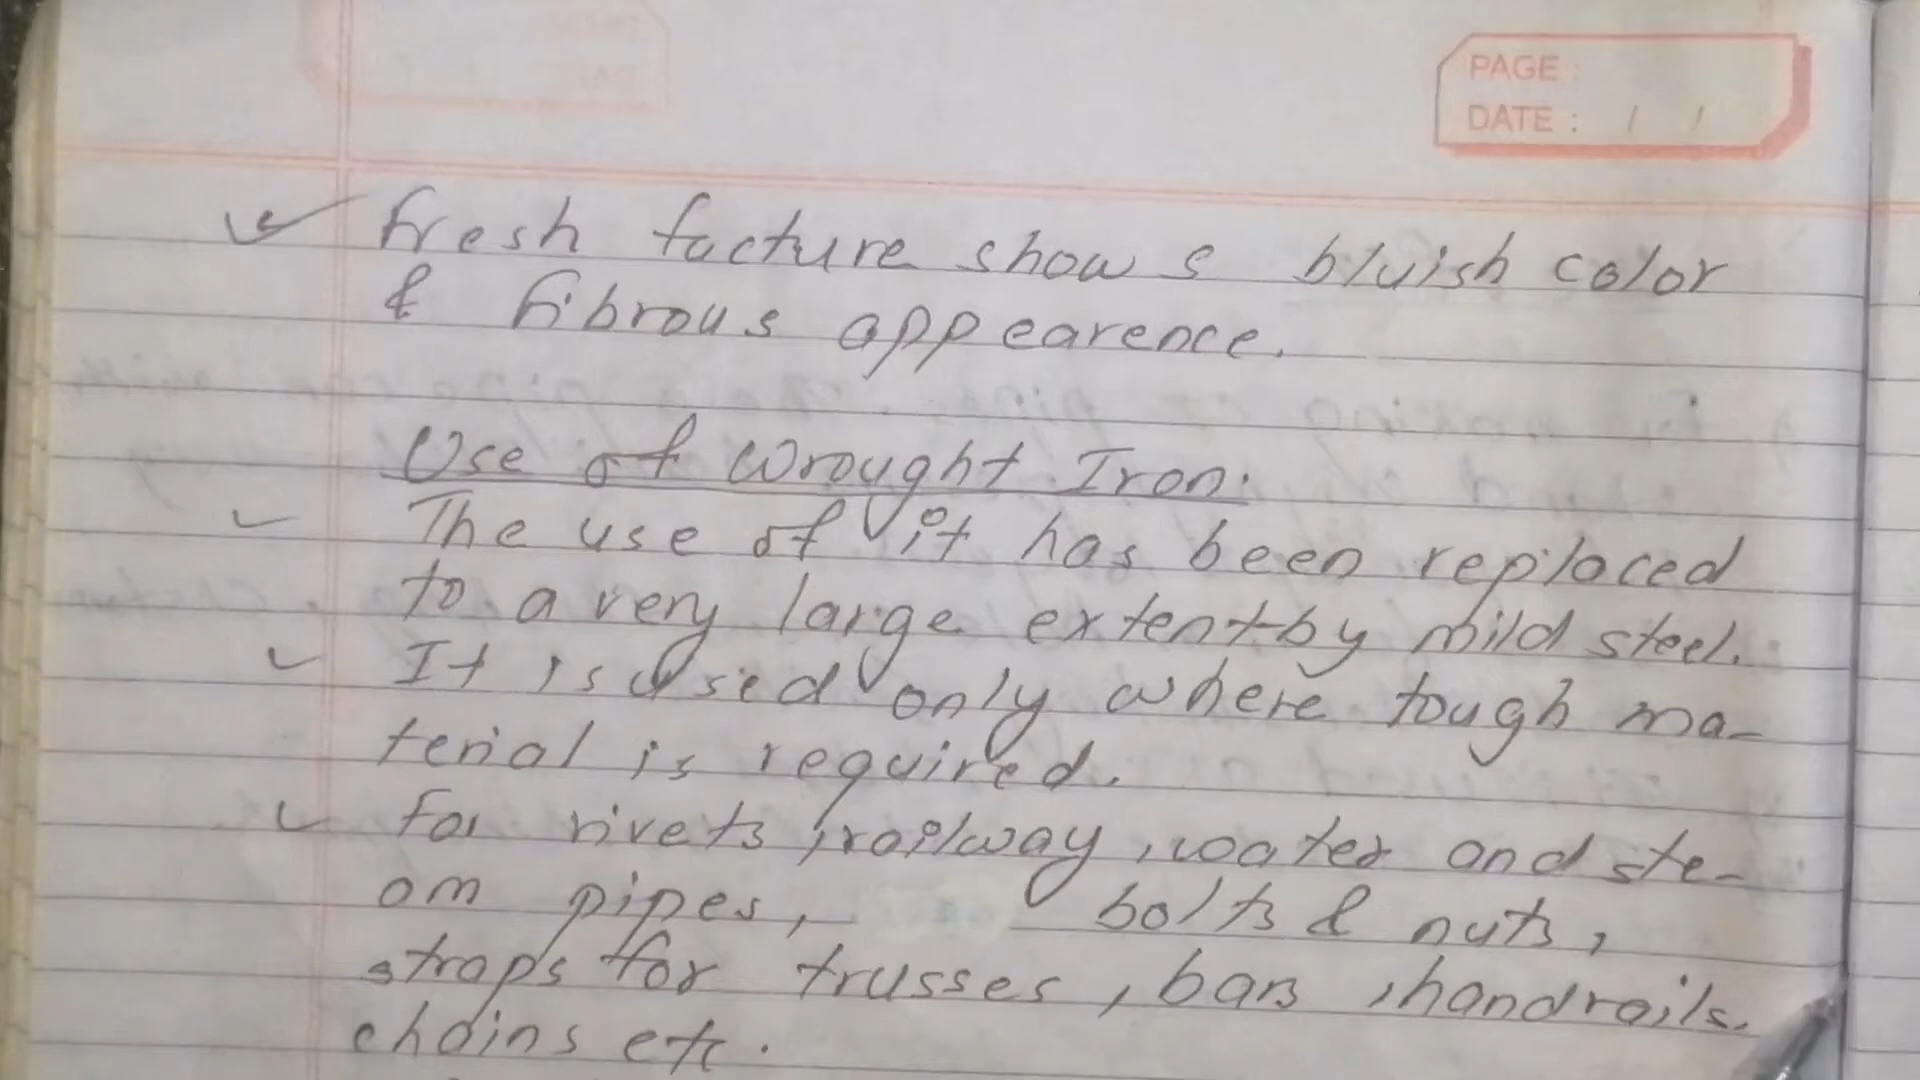 PAGE :
DATE : / /
Fresh facture shows bluish color
& fibrous appearence.
Use of Wrought Iron:
The use of it has been replaced
to a very large extent by mild steel.
It is used only where tough ma-
terial is required.
For rivets, railway, water and ste-
am pipes, bolts & nuts,
straps for trusses, bars, handrails.
chains etc.